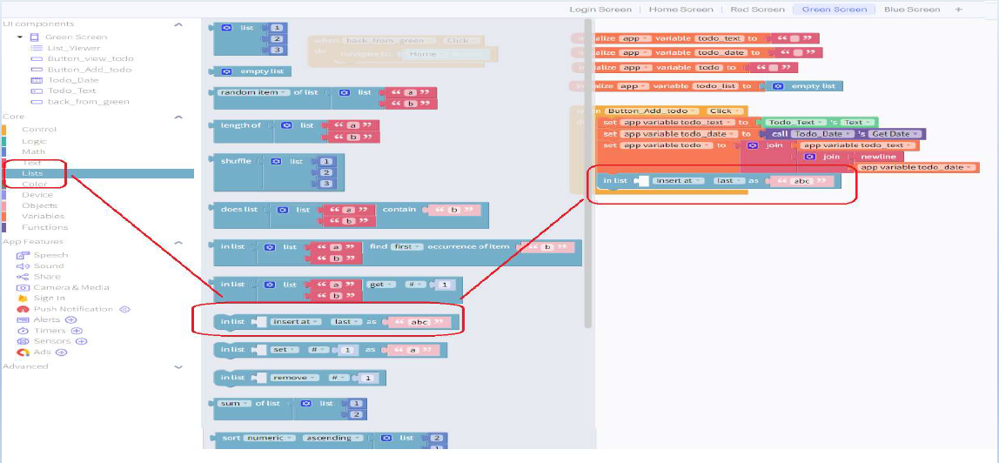 Login Screen | Home Screen | Red Screen | Green Screen | Blue Screen +
UI components
Green Screen
List_Viewer
Button_view_todo
Button_Add_todo
Todo_Date
Todo_Text
back_from_green
Core
Control
Logic
Math
Text
Lists
Color
Device
Objects
Variables
Functions
App Features
Speech
Sound
Share
Camera & Media
Sign In
Push Notification
Alerts
Timers
Sensors
Ads
Advanced
list 1
2
3
when back_from_green Click
do Navigate to Home
empty list
random item of list list “ a ”
“ b ”
length of list “ a ”
“ b ”
shuffle list 1
2
3
does list list “ a ” contain “ b ”
“ b ”
in list list “ a ” find first occurrence of item “ b ”
“ b ”
in list list “ a ” get # 1
“ b ”
in list insert at last as “ abc ”
in list set # 1 as “ a ”
in list remove # 1
sum of list list 1
2
sort numeric ascending list 2
initialize app variable todo_text to “ ”
alize app variable todo_date to “ ”
alize app variable todo to “ ”
initialize app variable todo_list to empty list
Button_Add_todo Click
set app variable todo_text to Todo_Text 's Text
set app variable todo_date to call Todo_Date 's Get Date
set app variable todo to join app variable todo_text
join newline
app variable todo_date
in list insert at last as “ abc ”